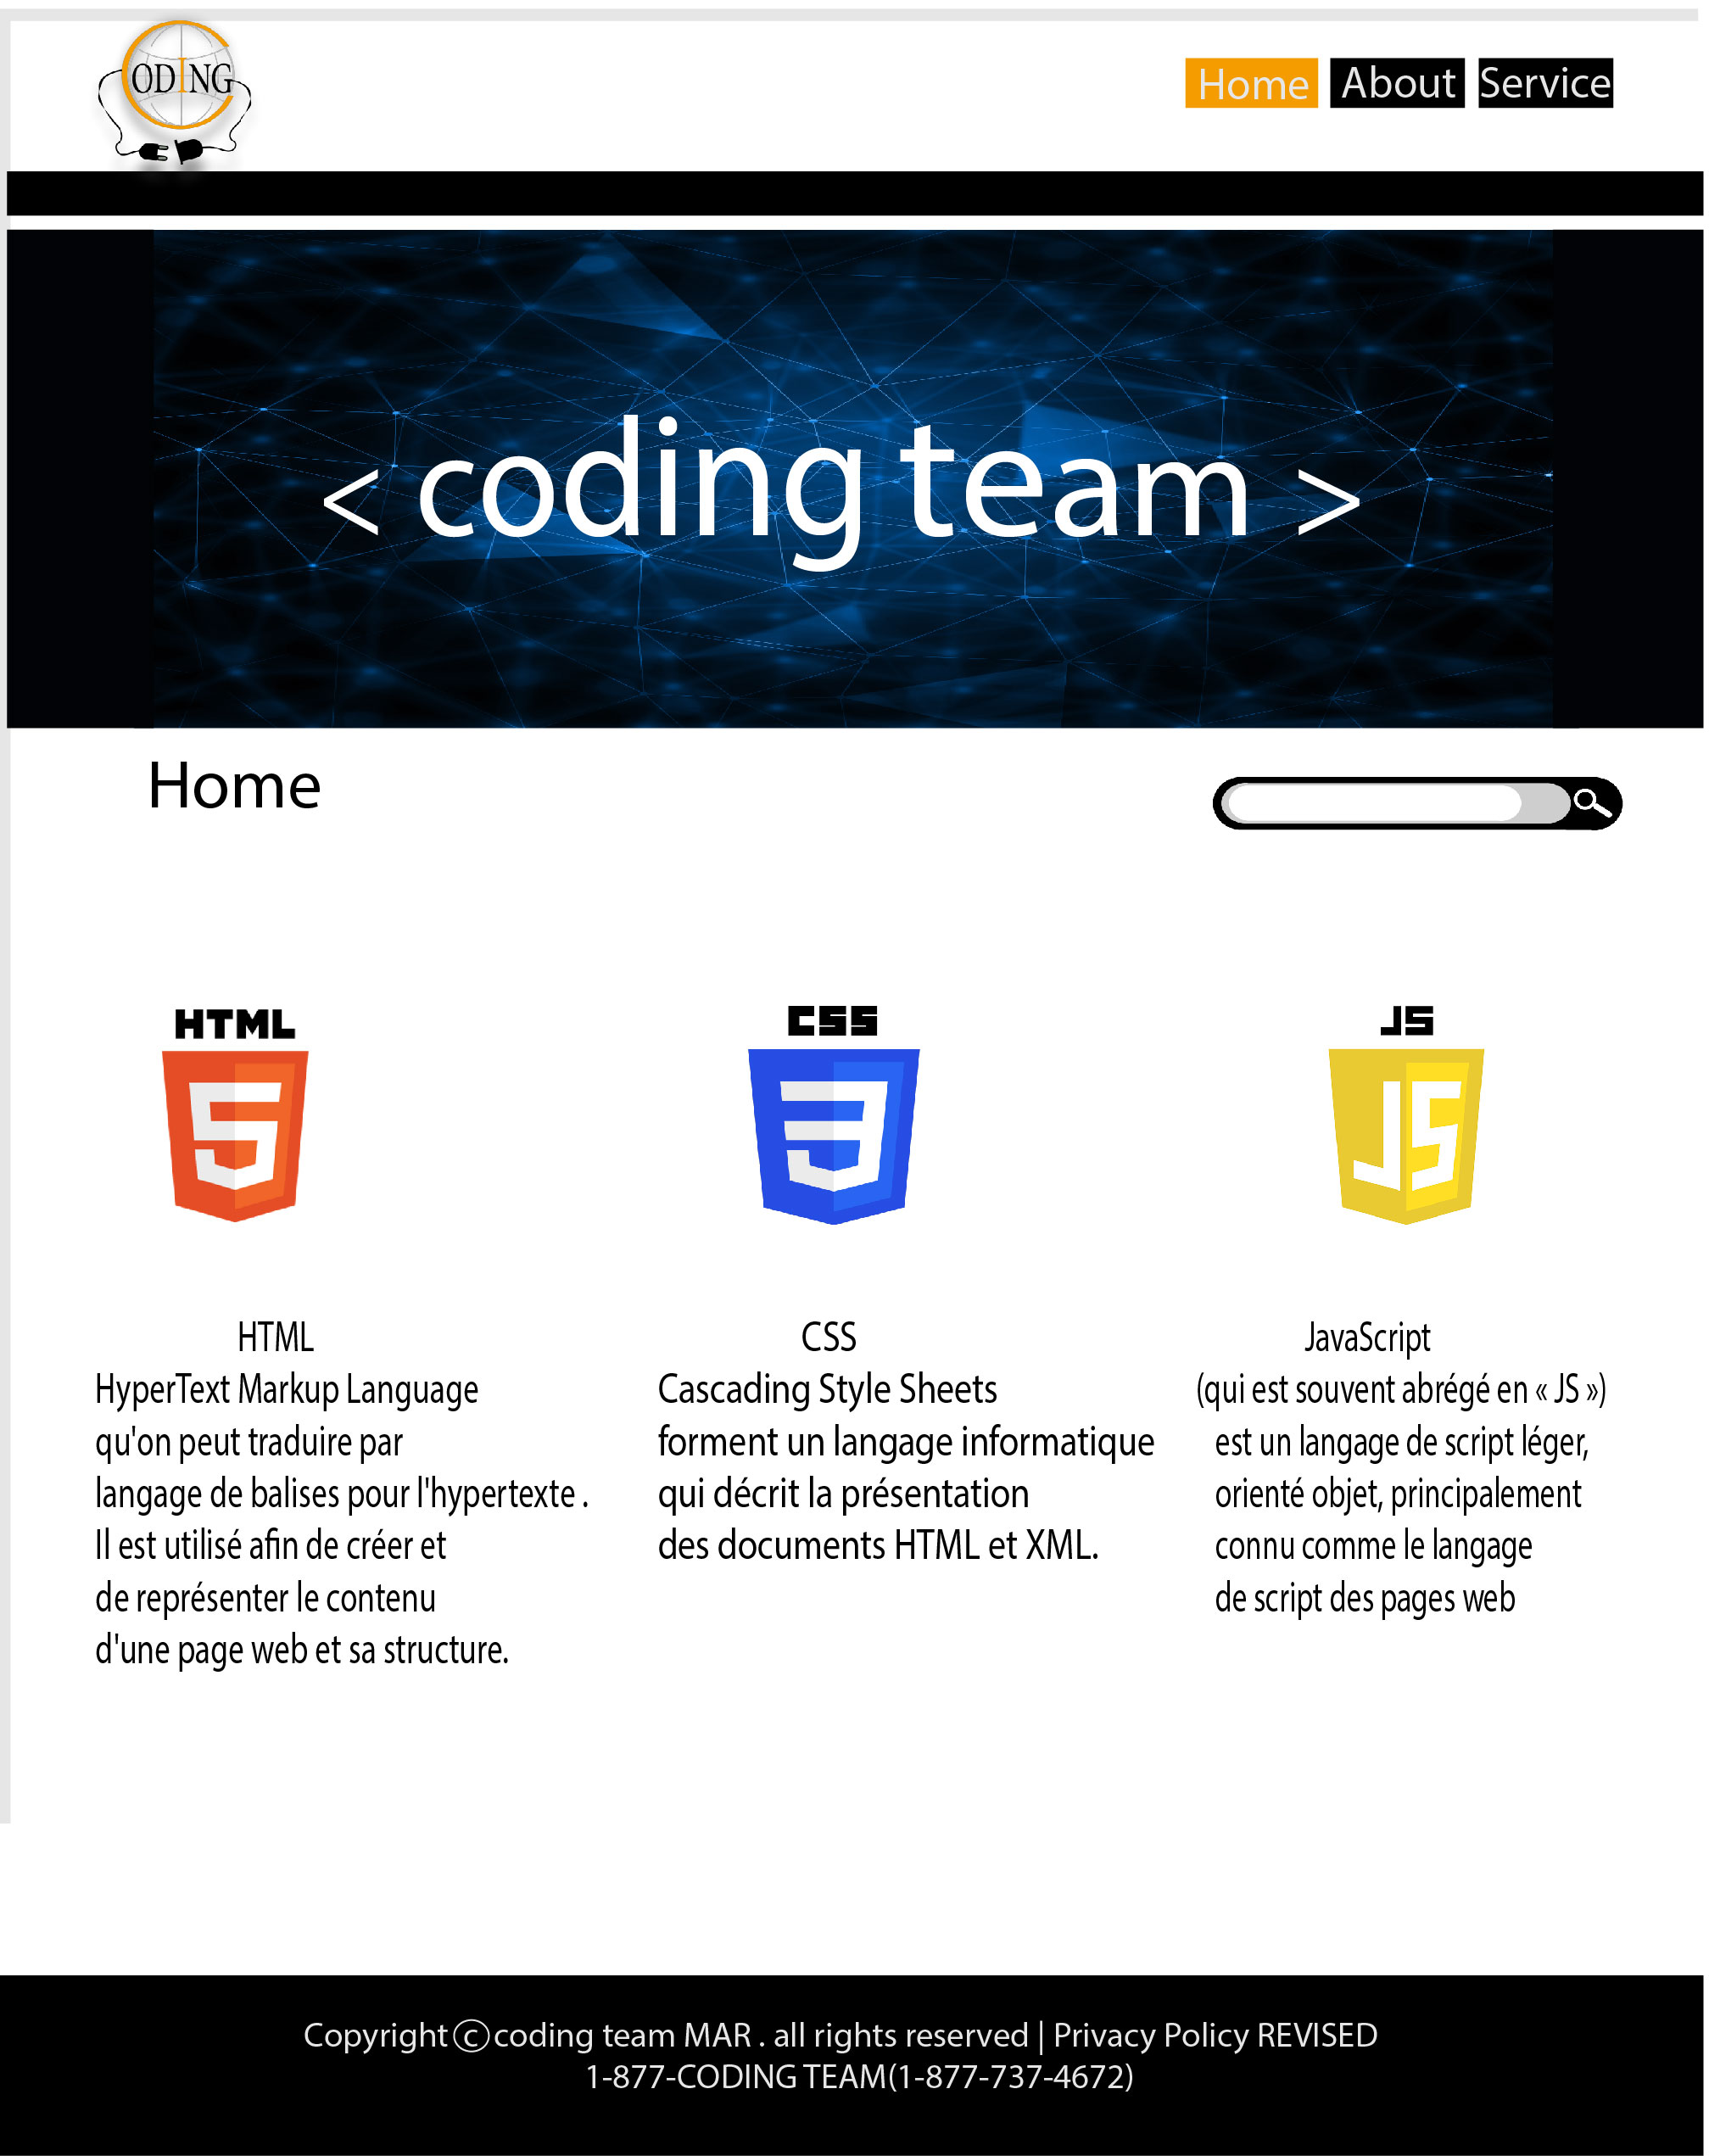 CODING
Home About Service
< coding team >
Home
HTML
5
CSS
3
JS
JS
HTML
HyperText Markup Language
qu'on peut traduire par
langage de balises pour l'hypertexte .
Il est utilisé afin de créer et
de représenter le contenu
d'une page web et sa structure.
CSS
Cascading Style Sheets
forment un langage informatique
qui décrit la présentation
des documents HTML et XML.
JavaScript
(qui est souvent abrégé en « JS »)
est un langage de script léger,
orienté objet, principalement
connu comme le langage
de script des pages web
Copyright © coding team MAR . all rights reserved | Privacy Policy REVISED
1-877-CODING TEAM(1-877-737-4672)